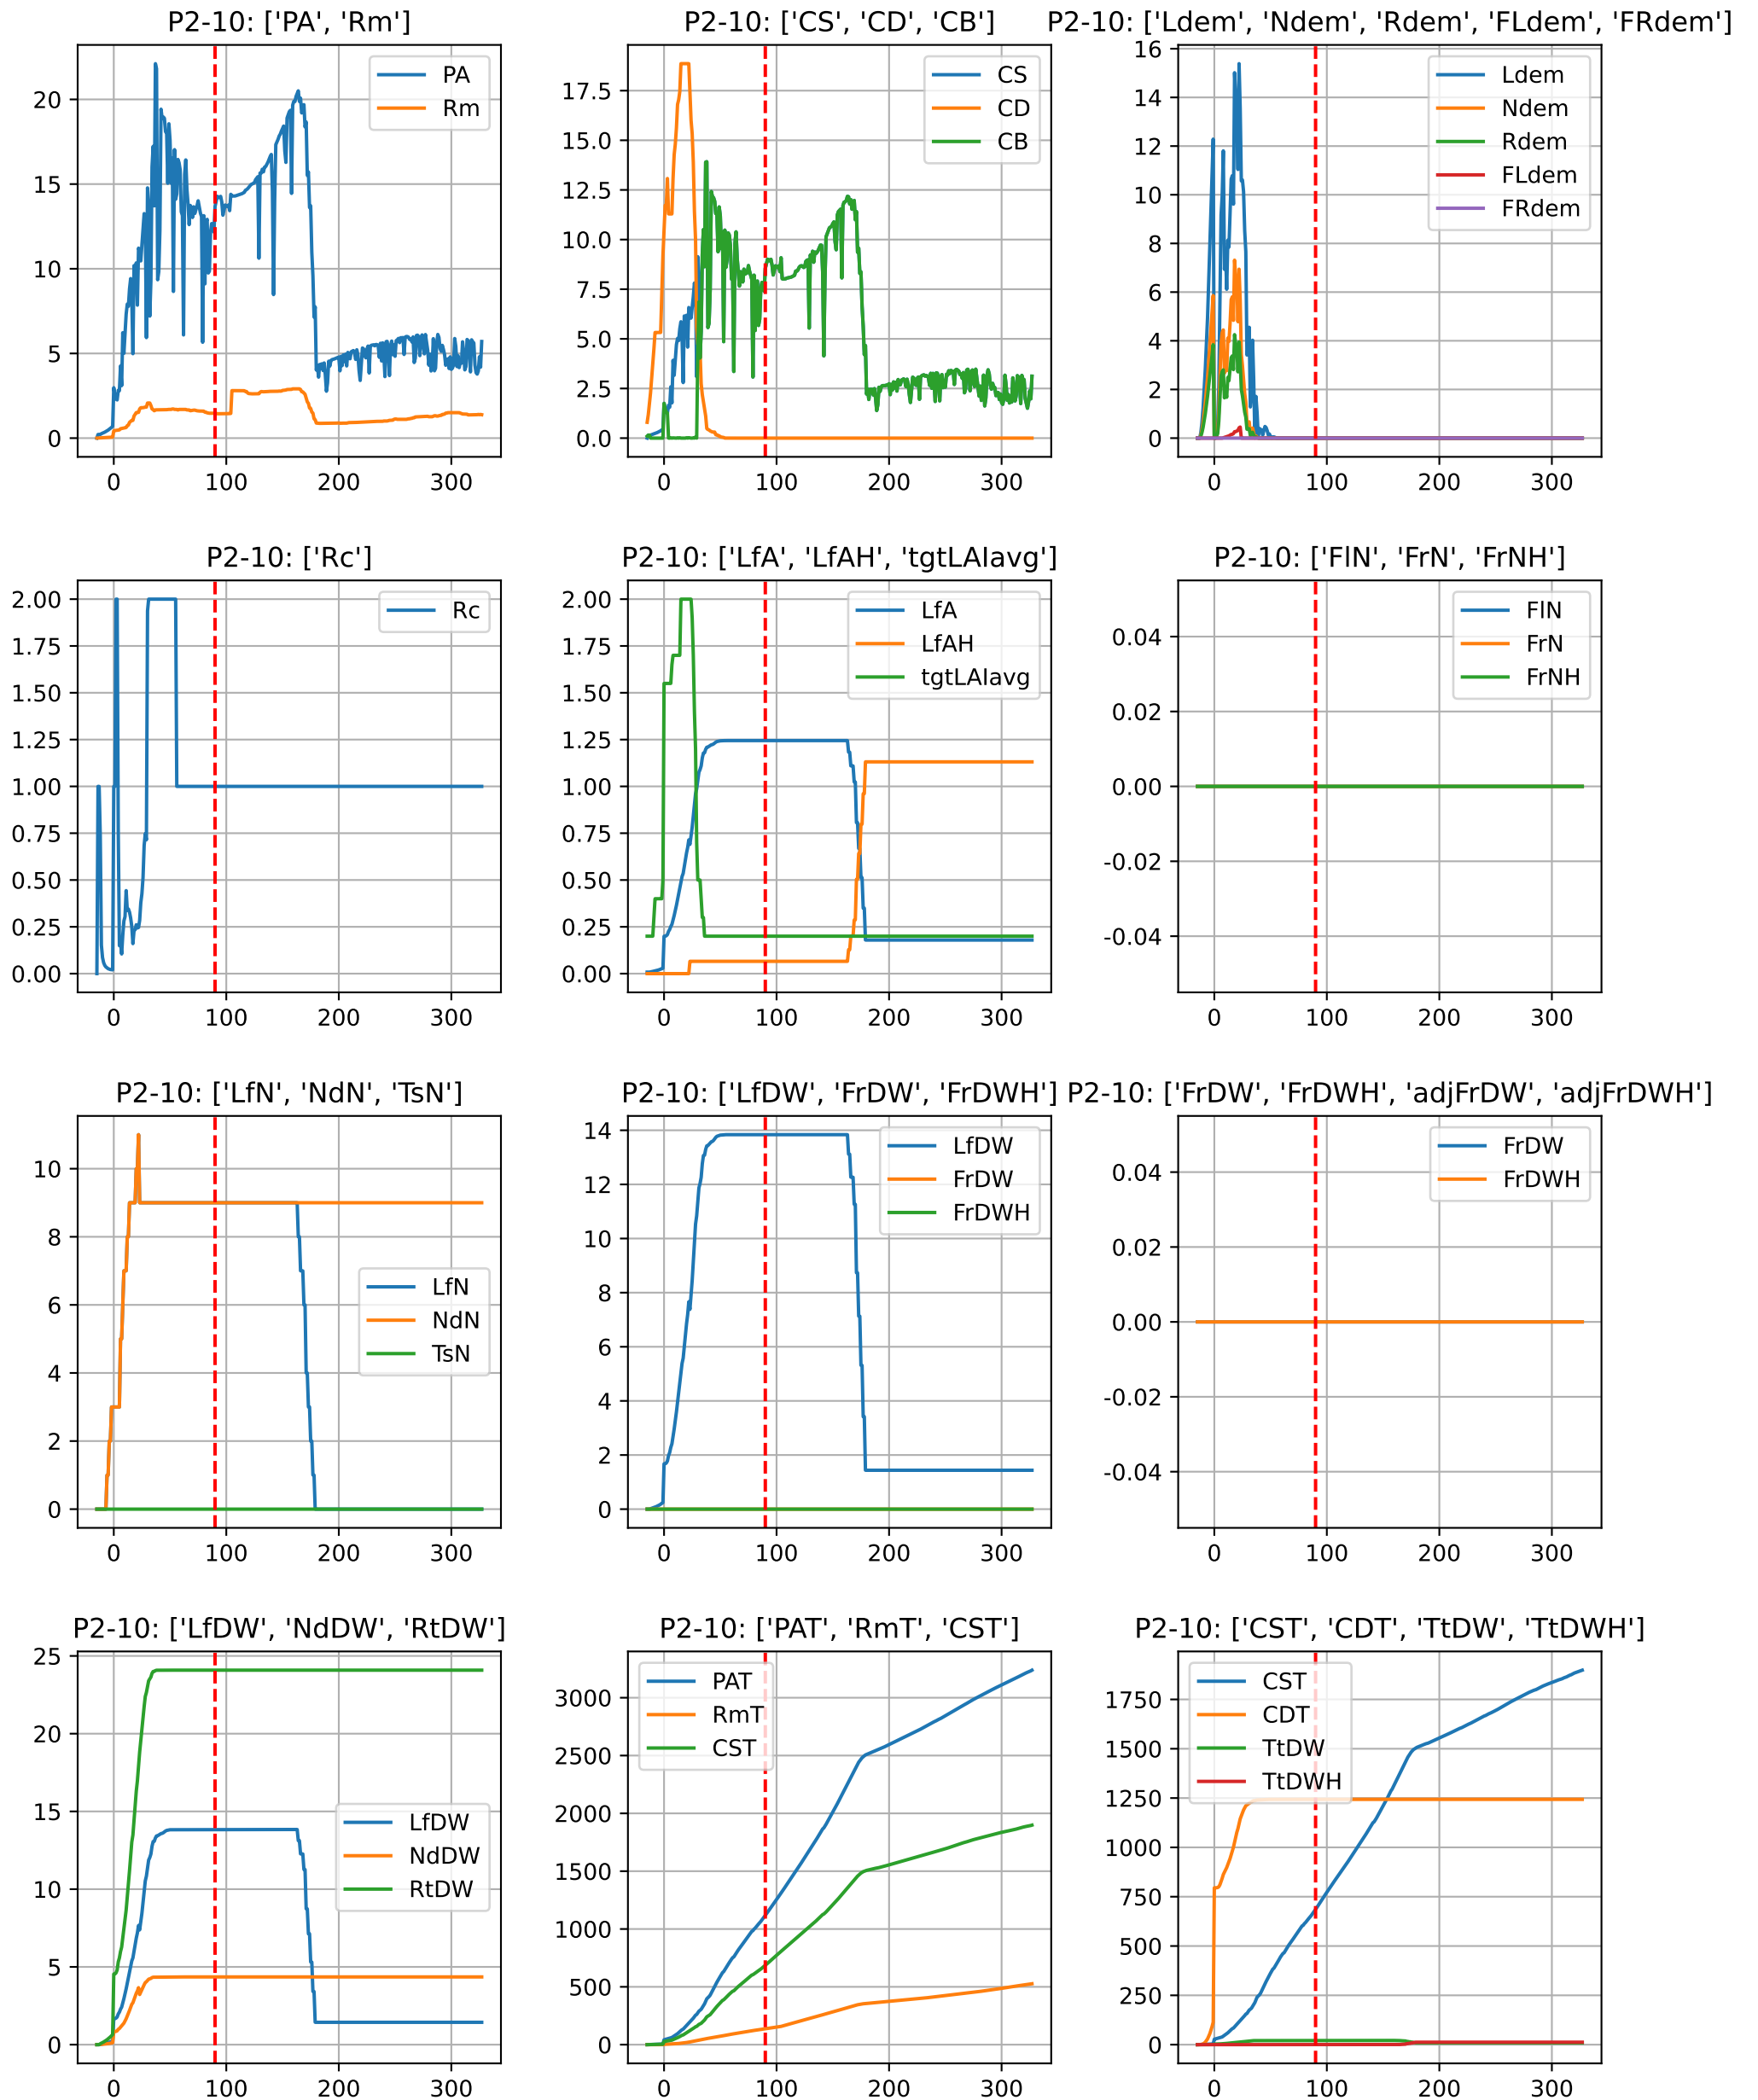 P2-10: ['PA', 'Rm']
PA
Rm
20
15
10
5
0
0 100 200 300
P2-10: ['CS', 'CD', 'CB']
CS
CD
CB
17.5
15.0
12.5
10.0
7.5
5.0
2.5
0.0
0 100 200 300
P2-10: ['Ldem', 'Ndem', 'Rdem', 'FLdem', 'FRdem']
Ldem
Ndem
Rdem
FLdem
FRdem
16
14
12
10
8
6
4
2
0
0 100 200 300
P2-10: ['Rc']
Rc
2.00
1.75
1.50
1.25
1.00
0.75
0.50
0.25
0.00
0 100 200 300
P2-10: ['LfA', 'LfAH', 'tgtLAIavg']
LfA
LfAH
tgtLAIavg
2.00
1.75
1.50
1.25
1.00
0.75
0.50
0.25
0.00
0 100 200 300
P2-10: ['FlN', 'FrN', 'FrNH']
FlN
FrN
FrNH
0.04
0.02
0.00
-0.02
-0.04
0 100 200 300
P2-10: ['LfN', 'NdN', 'TsN']
LfN
NdN
TsN
10
8
6
4
2
0
0 100 200 300
P2-10: ['LfDW', 'FrDW', 'FrDWH']
LfDW
FrDW
FrDWH
14
12
10
8
6
4
2
0
0 100 200 300
P2-10: ['FrDW', 'FrDWH', 'adjFrDW', 'adjFrDWH']
FrDW
FrDWH
0.04
0.02
0.00
-0.02
-0.04
0 100 200 300
P2-10: ['LfDW', 'NdDW', 'RtDW']
LfDW
NdDW
RtDW
25
20
15
10
5
0
0 100 200 300
P2-10: ['PAT', 'RmT', 'CST']
PAT
RmT
CST
3000
2500
2000
1500
1000
500
0
0 100 200 300
P2-10: ['CST', 'CDT', 'TtDW', 'TtDWH']
CST
CDT
TtDW
TtDWH
1750
1500
1250
1000
750
500
250
0
0 100 200 300